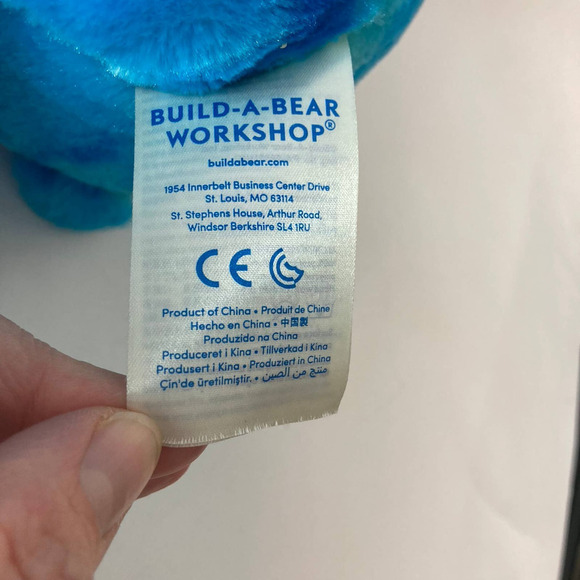 BUILD-A-BEAR
WORKSHOP®
buildabear.com
1954 Innerbelt Business Center Drive
St. Louis, MO 63114
St. Stephens House, Arthur Road,
Windsor Berkshire SL4 1RU
CE
Product of China • Produit de Chine
Hecho en China • 中国製
Produzido na China
Produceret i Kina • Tillverkad i Kina
Produsert i Kina • Produziert in China
Çin'de üretilmiştir. • منتج من الصين